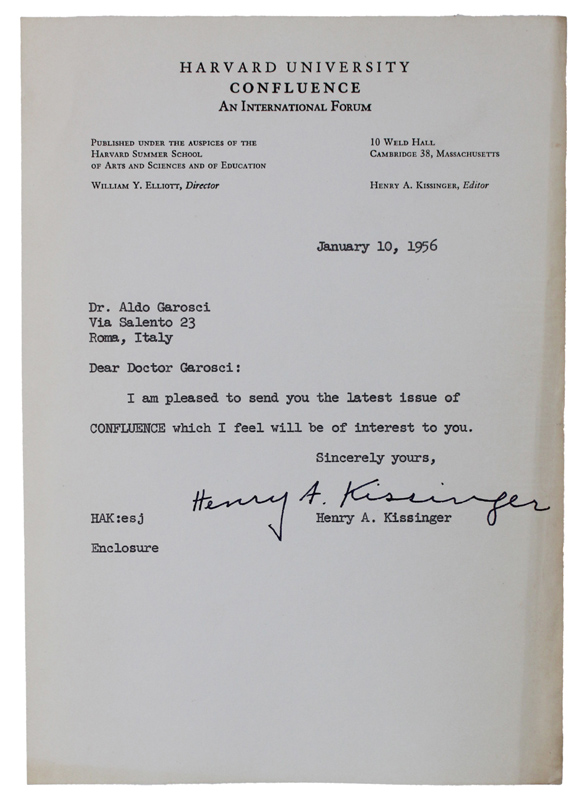 HARVARD UNIVERSITY
CONFLUENCE
AN INTERNATIONAL FORUM
PUBLISHED UNDER THE AUSPICES OF THE
HARVARD SUMMER SCHOOL
OF ARTS AND SCIENCES AND OF EDUCATION
WILLIAM Y. ELLIOTT, Director
10 WELD HALL
CAMBRIDGE 38, MASSACHUSETTS
HENRY A. KISSINGER, Editor
January 10, 1956
Dr. Aldo Garosci
Via Salento 23
Roma, Italy
Dear Doctor Garosci:
I am pleased to send you the latest issue of
CONFLUENCE which I feel will be of interest to you.
Sincerely yours,
Henry A. Kissinger
HAK:esj Henry A. Kissinger
Enclosure